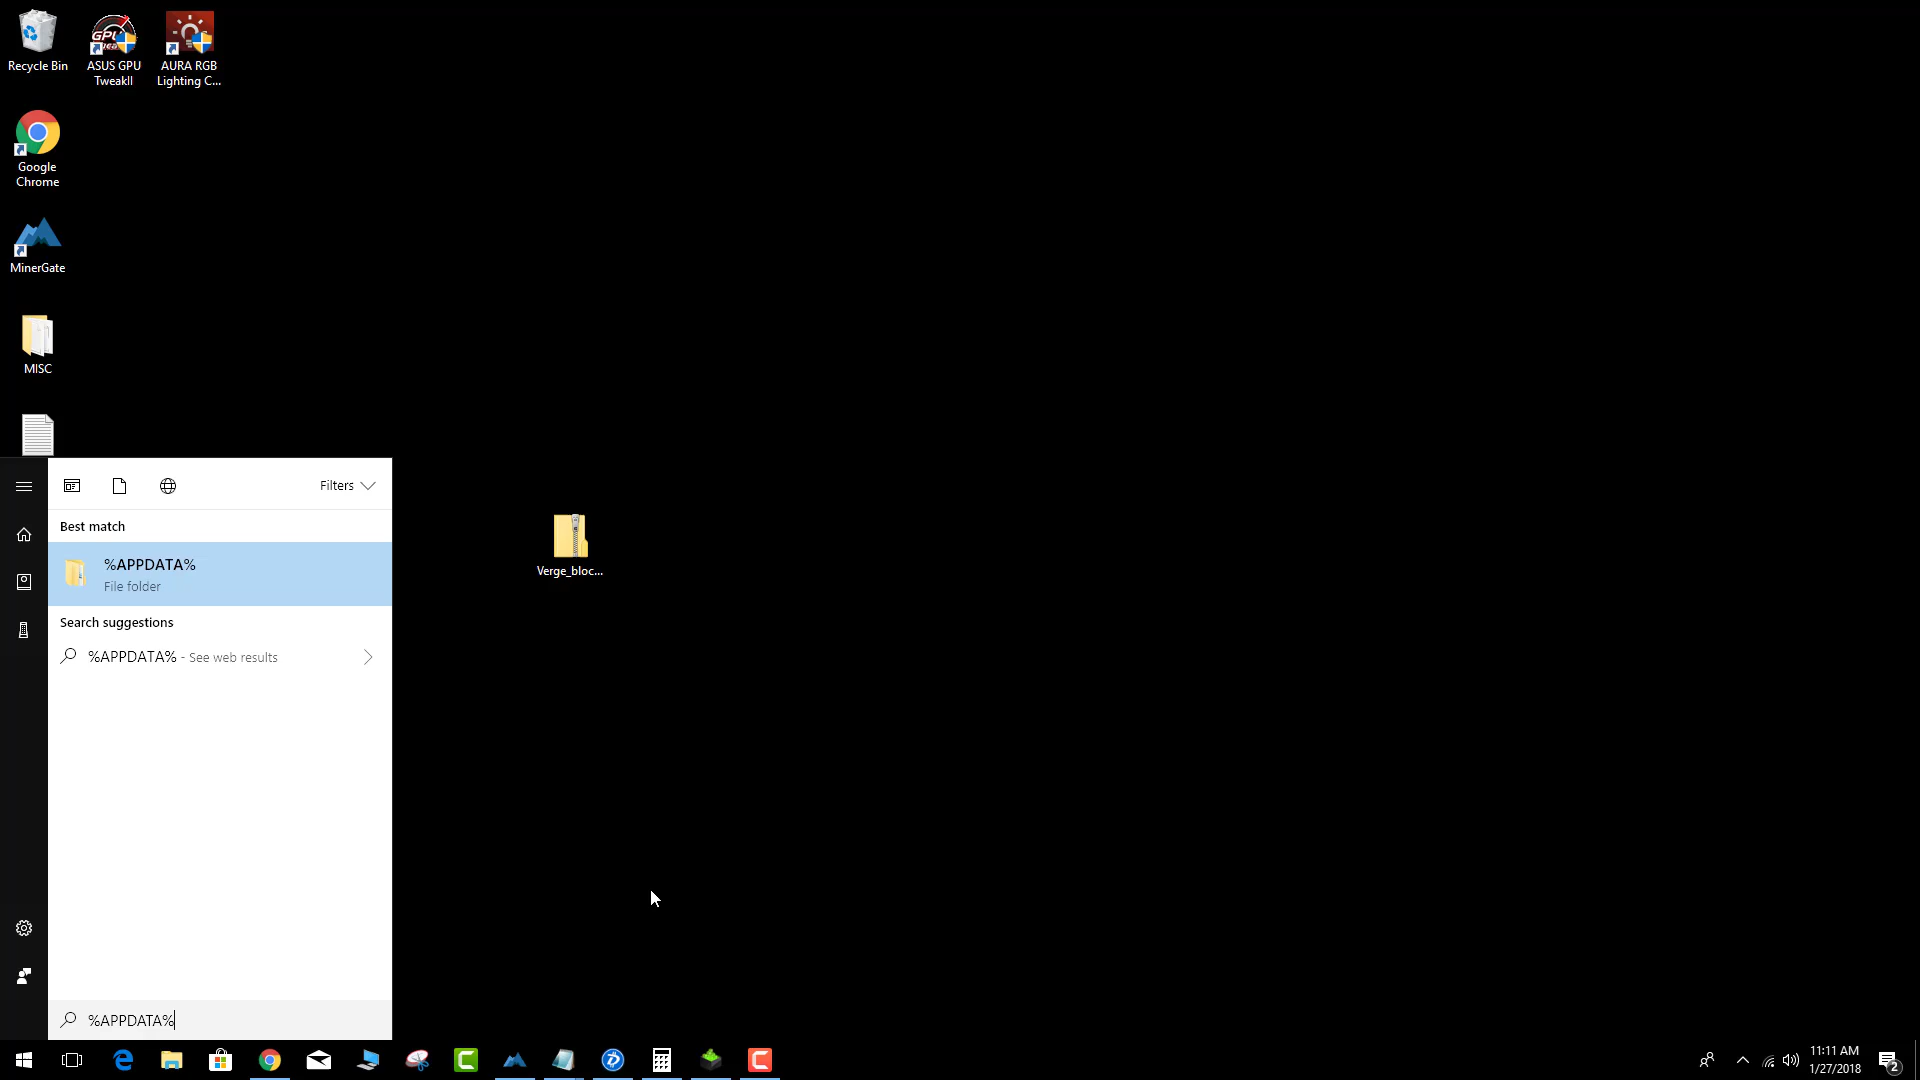 Recycle Bin
ASUS GPU
TweakII
AURA RGB
Lighting C...
Google
Chrome
MinerGate
MISC
Filters
Best match
%APPDATA%
File folder
Search suggestions
%APPDATA% - See web results
Verge_bloc...
%APPDATA%
11:11 AM
1/27/2018
2